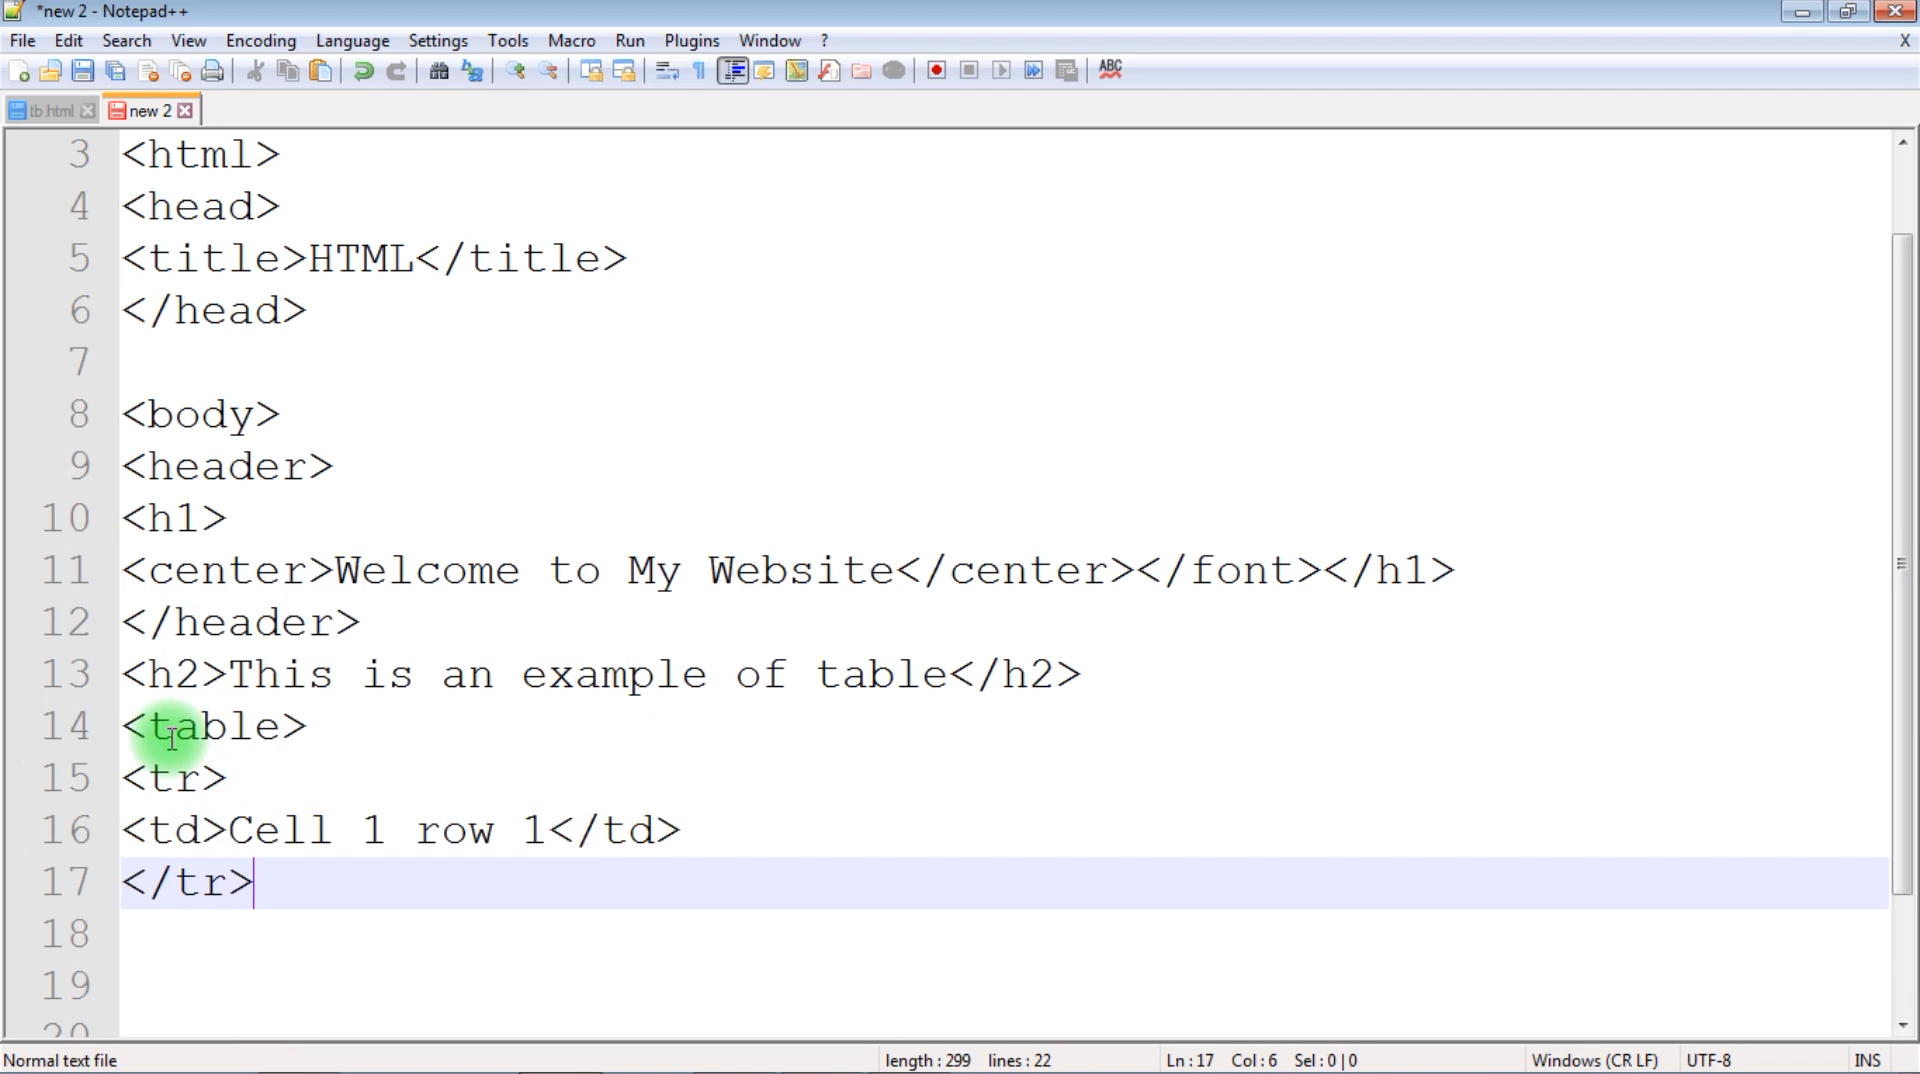 *new 2 - Notepad++
File Edit Search View Encoding Language Settings Tools Macro Run Plugins Window ? X
ABC
tb.html new 2
3 <html>
4 <head>
5 <title>HTML</title>
6 </head>
7
8 <body>
9 <header>
10 <h1>
11 <center>Welcome to My Website</center></font></h1>
12 </header>
13 <h2>This is an example of table</h2>
14 <table>
15 <tr>
16 <td>Cell 1 row 1</td>
17 </tr>
18
19
20
Normal text file length : 299 lines : 22 Ln : 17 Col : 6 Sel : 0 | 0 Windows (CR LF) UTF-8 INS